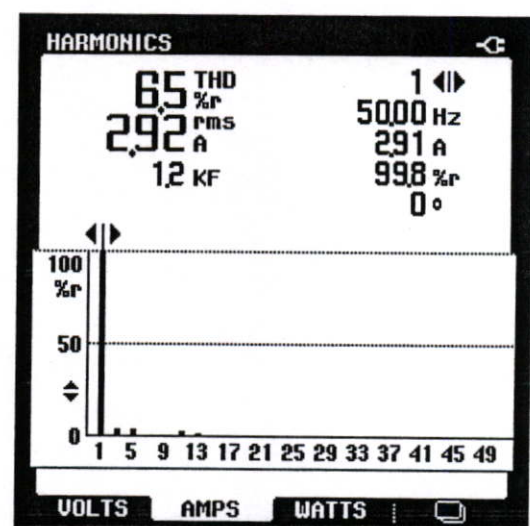 HARMONICS
6,5 THD %r
2,92 rms A
1,2 KF
1
50,00 Hz
2,91 A
99,8 %r
0 °
100
%r
50
0
1 5 9 13 17 21 25 29 33 37 41 45 49
VOLTS AMPS WATTS